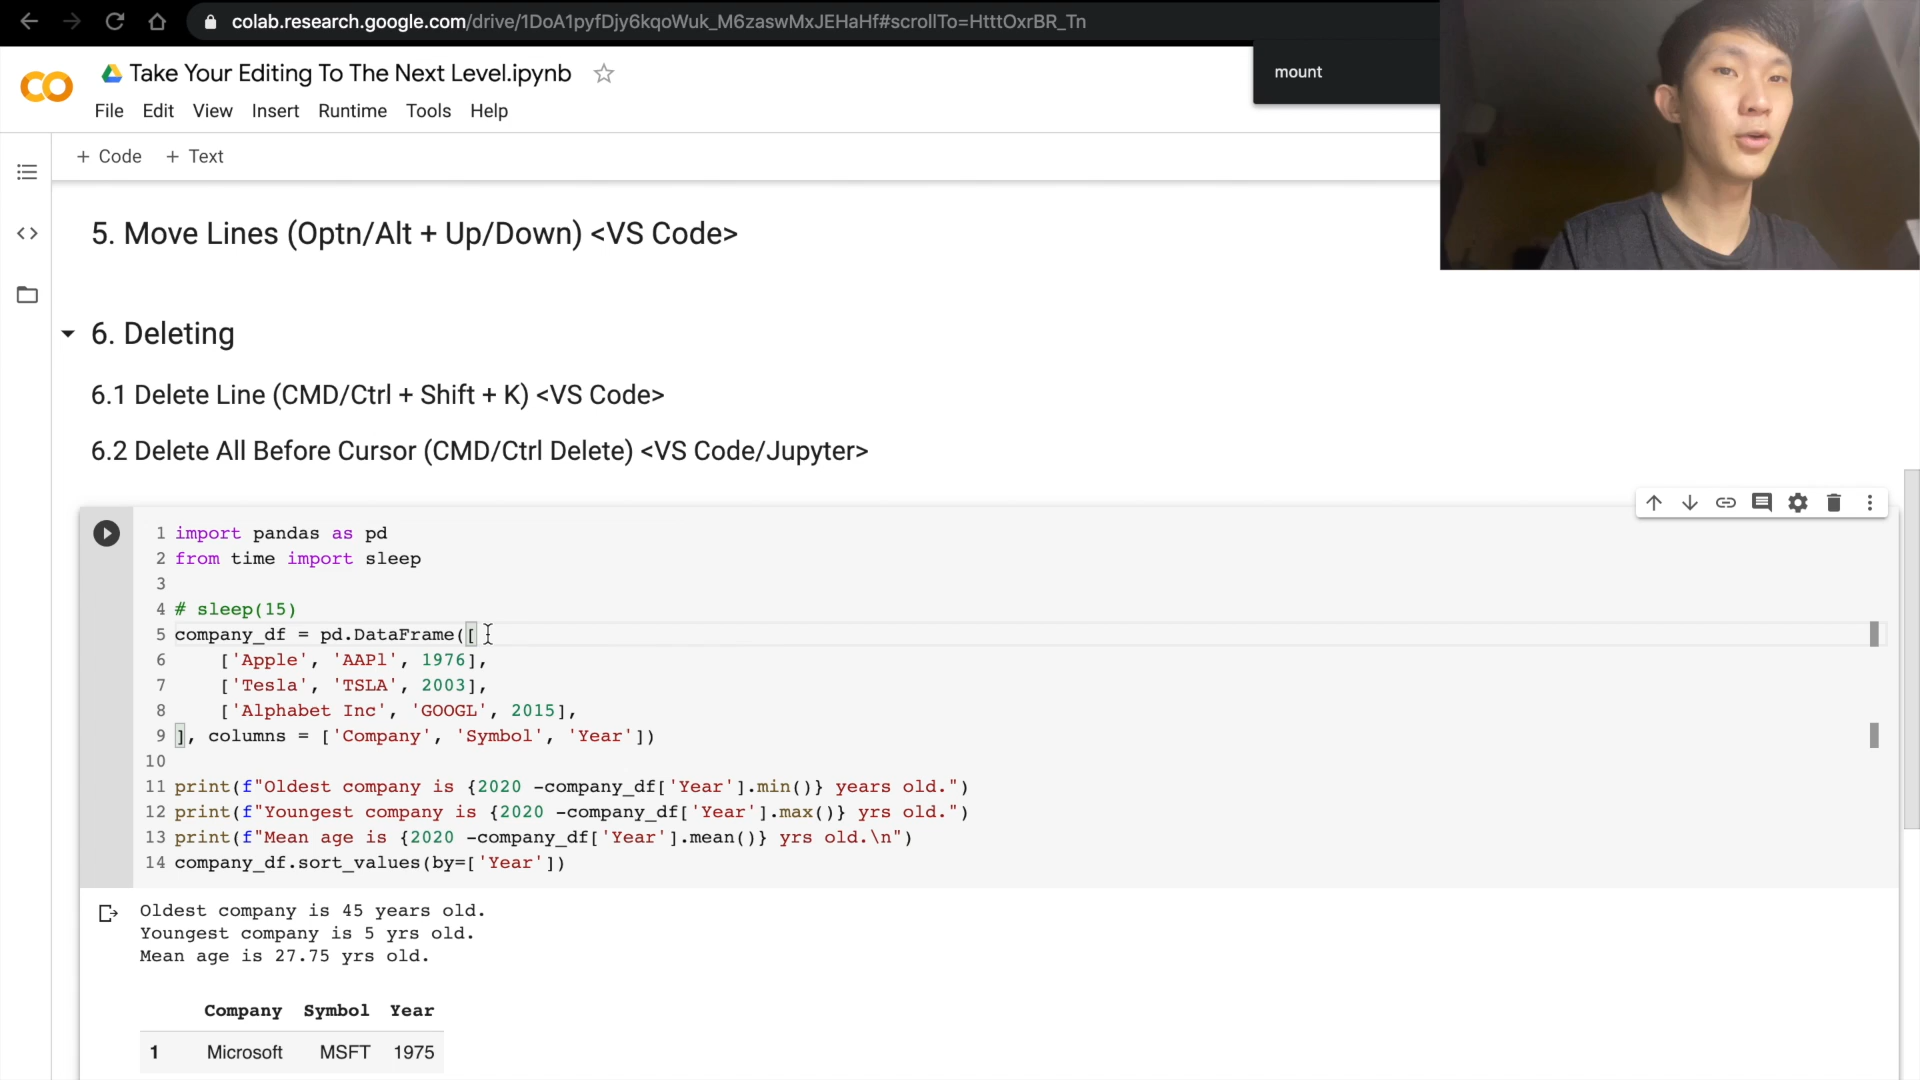 colab.research.google.com/drive/1DoA1pyfDjy6kqoWuk_M6zaswMxJEHaHf#scrollTo=HtttOxrBR_Tn
Take Your Editing To The Next Level.ipynb
mount
File Edit View Insert Runtime Tools Help
+ Code + Text
5. Move Lines (Optn/Alt + Up/Down) <VS Code>
6. Deleting
6.1 Delete Line (CMD/Ctrl + Shift + K) <VS Code>
6.2 Delete All Before Cursor (CMD/Ctrl Delete) <VS Code/Jupyter>
1 import pandas as pd
2 from time import sleep
3
4 # sleep(15)
5 company_df = pd.DataFrame([
6 ['Apple', 'AAPl', 1976],
7 ['Tesla', 'TSLA', 2003],
8 ['Alphabet Inc', 'GOOGL', 2015],
9 ], columns = ['Company', 'Symbol', 'Year'])
10
11 print(f"Oldest company is {2020 -company_df['Year'].min()} years old.")
12 print(f"Youngest company is {2020 -company_df['Year'].max()} yrs old.")
13 print(f"Mean age is {2020 -company_df['Year'].mean()} yrs old.\n")
14 company_df.sort_values(by=['Year'])
Oldest company is 45 years old.
Youngest company is 5 yrs old.
Mean age is 27.75 yrs old.
Company Symbol Year
1 Microsoft MSFT 1975